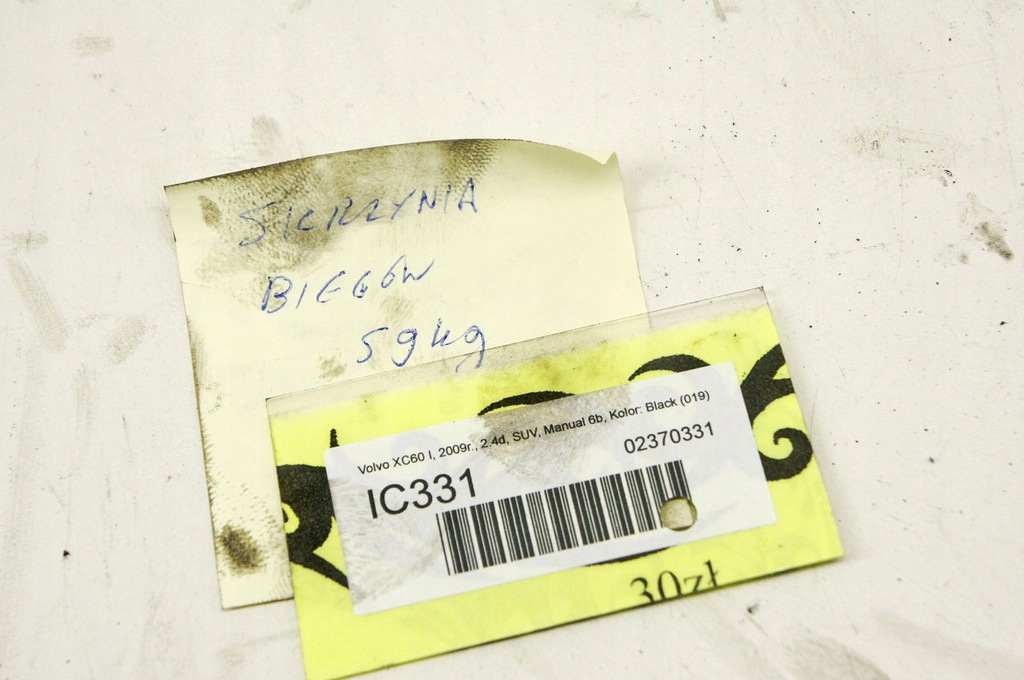 SKRZYNIA
BIEGÓW
59kg
Volvo XC60 I, 2009r., 2.4d, SUV, Manual 6b, Kolor: Black (019)
02370331
IC331
30zł